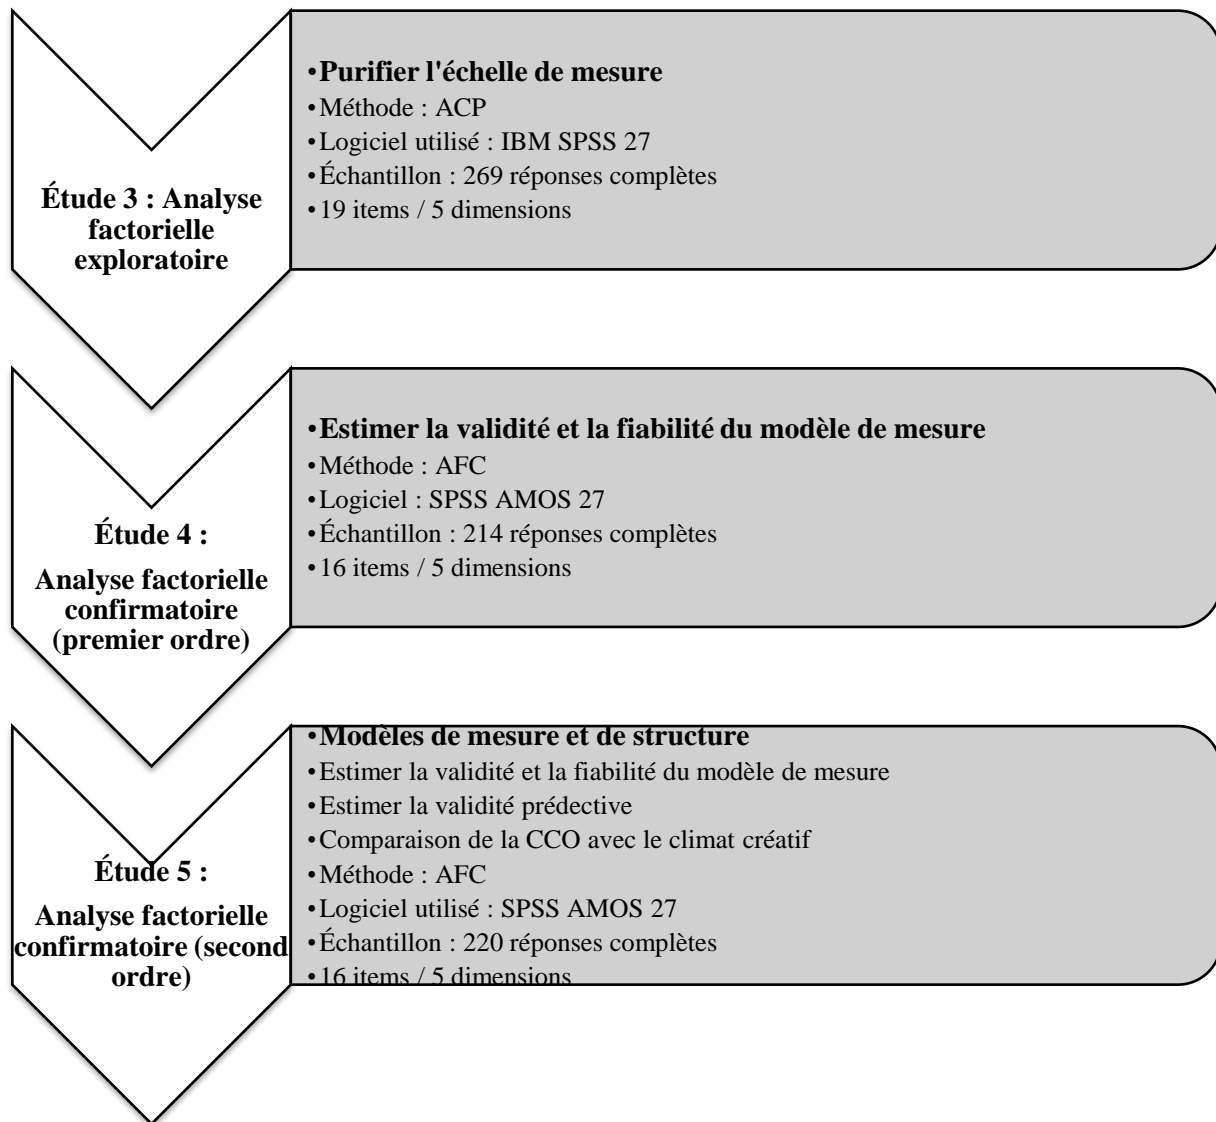 Étude 3 : Analyse
factorielle
exploratoire
•Purifier l'échelle de mesure
•Méthode : ACP
•Logiciel utilisé : IBM SPSS 27
•Échantillon : 269 réponses complètes
•19 items / 5 dimensions
Étude 4 :
Analyse factorielle
confirmatoire
(premier ordre)
•Estimer la validité et la fiabilité du modèle de mesure
•Méthode : AFC
•Logiciel : SPSS AMOS 27
•Échantillon : 214 réponses complètes
•16 items / 5 dimensions
Étude 5 :
Analyse factorielle
confirmatoire (second
ordre)
•Modèles de mesure et de structure
•Estimer la validité et la fiabilité du modèle de mesure
•Estimer la validité prédective
•Comparaison de la CCO avec le climat créatif
•Méthode : AFC
•Logiciel utilisé : SPSS AMOS 27
•Échantillon : 220 réponses complètes
•16 items / 5 dimensions